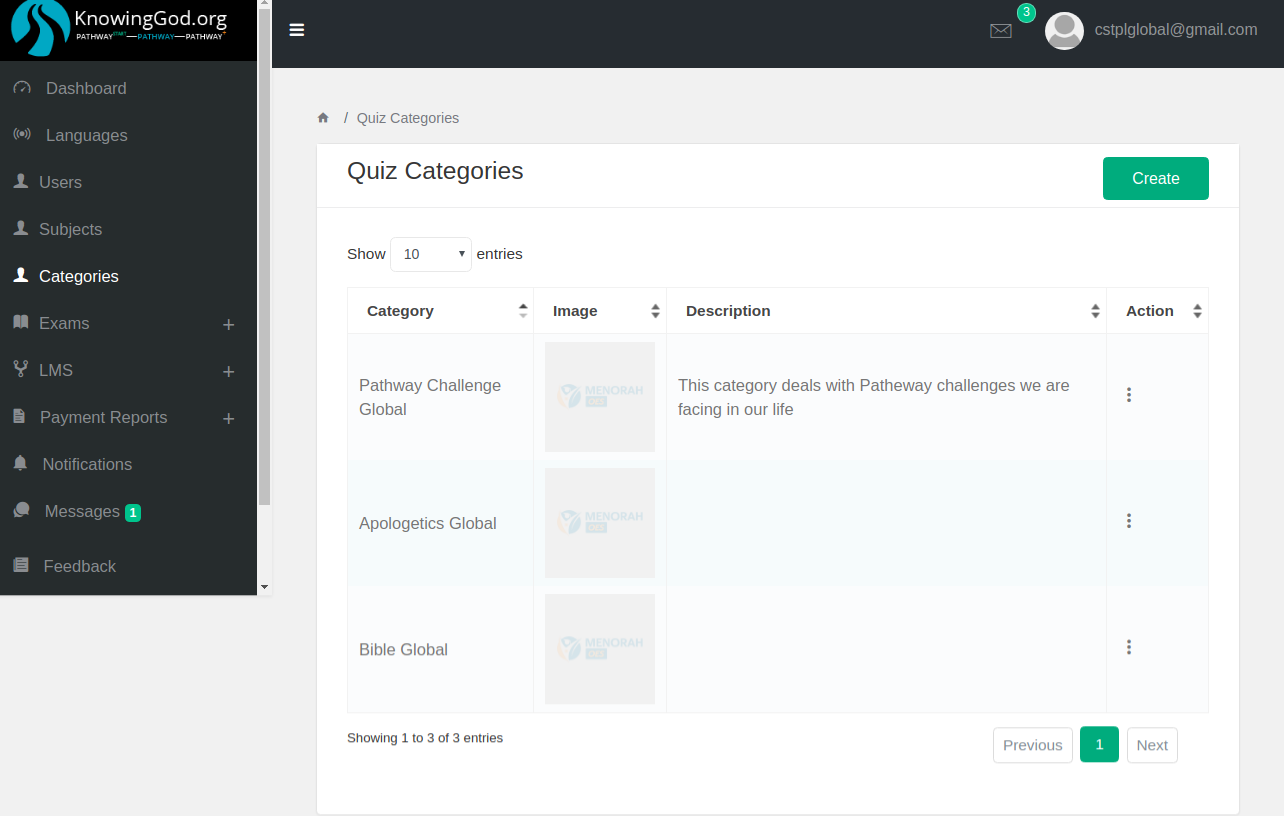 KnowingGod.org
PATHWAYSTART—PATHWAY—PATHWAY+
3
cstplglobal@gmail.com
Dashboard
Languages
Users
Subjects
Categories
Exams +
LMS +
Payment Reports +
Notifications
Messages 1
Feedback
/ Quiz Categories
Quiz Categories
Create
Show 10 entries
Category Image Description Action
Pathway Challenge
Global
MENORAH
This category deals with Patheway challenges we are
facing in our life
Apologetics Global
MENORAH
Bible Global
MENORAH
Showing 1 to 3 of 3 entries
Previous 1 Next